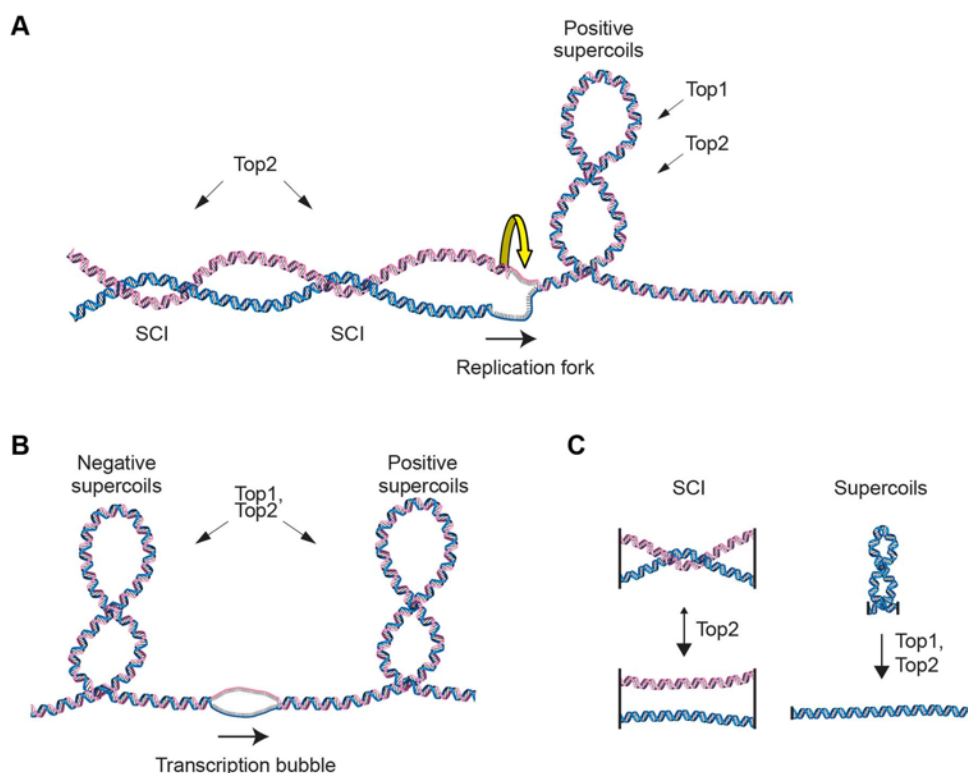 A
Positive
supercoils
Top1
Top2
Top2
SCI
SCI
Replication fork
B
Negative
supercoils
Top1,
Top2
Positive
supercoils
Transcription bubble
C
SCI
Supercoils
Top2
Top1,
Top2